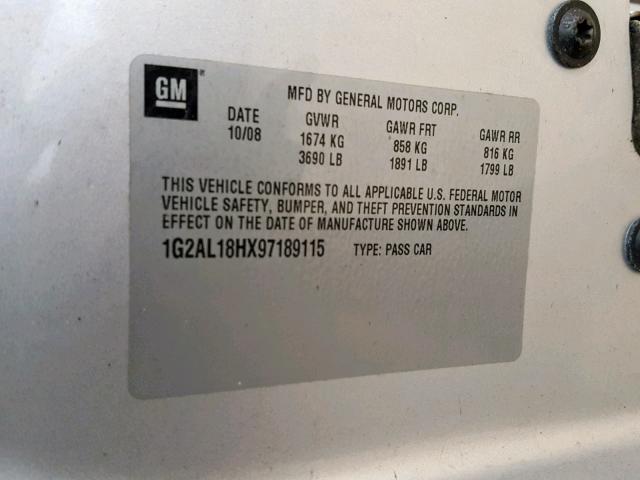 GM ®
MFD BY GENERAL MOTORS CORP.
DATE GVWR GAWR FRT GAWR RR
10/08 1674 KG 858 KG 816 KG
3690 LB 1891 LB 1799 LB
THIS VEHICLE CONFORMS TO ALL APPLICABLE U.S. FEDERAL MOTOR
VEHICLE SAFETY, BUMPER, AND THEFT PREVENTION STANDARDS IN
EFFECT ON THE DATE OF MANUFACTURE SHOWN ABOVE.
1G2AL18HX97189115 TYPE: PASS CAR